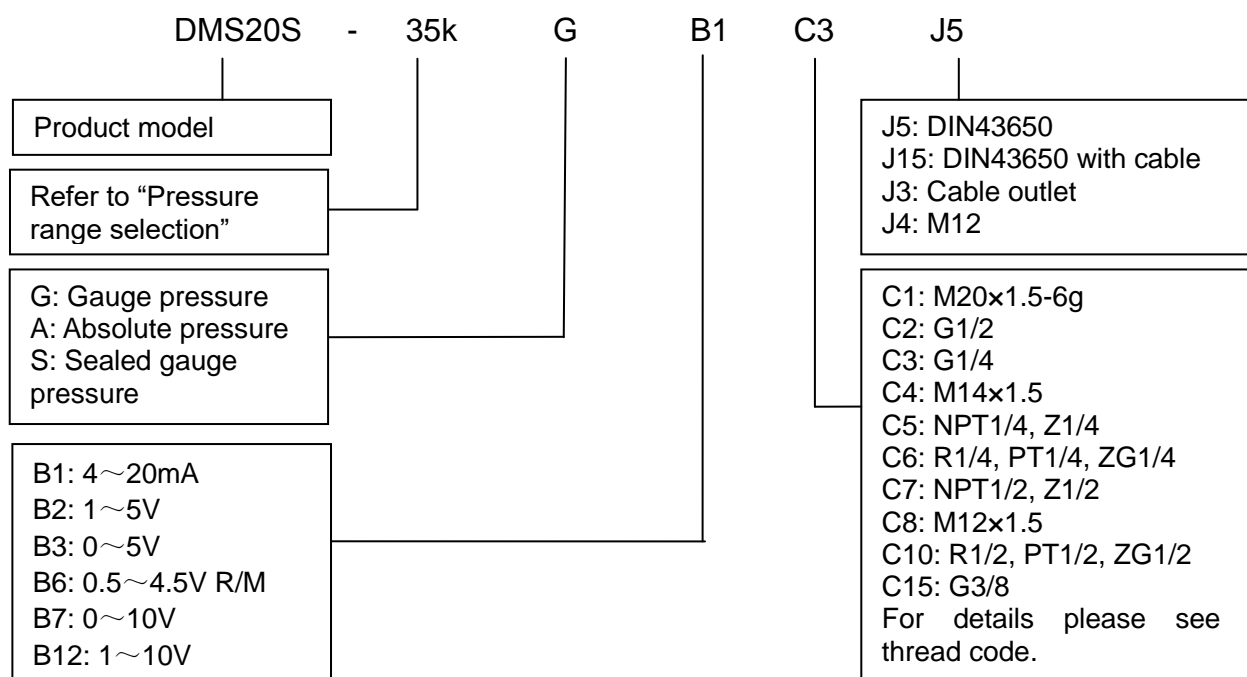 DMS20S - 35k G B1 C3 J5
Product model
Refer to “Pressure
range selection”
G: Gauge pressure
A: Absolute pressure
S: Sealed gauge
pressure
B1: 4～20mA
B2: 1～5V
B3: 0～5V
B6: 0.5～4.5V R/M
B7: 0～10V
B12: 1～10V
J5: DIN43650
J15: DIN43650 with cable
J3: Cable outlet
J4: M12
C1: M20×1.5-6g
C2: G1/2
C3: G1/4
C4: M14×1.5
C5: NPT1/4, Z1/4
C6: R1/4, PT1/4, ZG1/4
C7: NPT1/2, Z1/2
C8: M12×1.5
C10: R1/2, PT1/2, ZG1/2
C15: G3/8
For details please see
thread code.